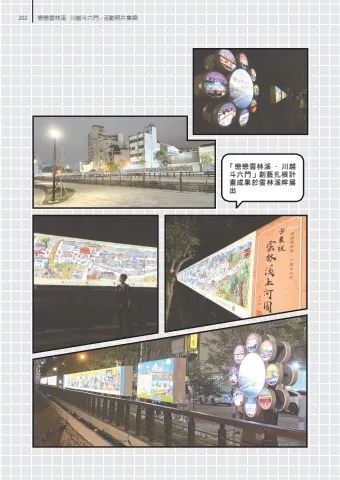 202 戀戀雲林溪 川越斗六門-活動照片集錦
「戀戀雲林溪．川越
斗六門」創藝扎根計
畫成果於雲林溪畔展
出
雲林溪上河圖